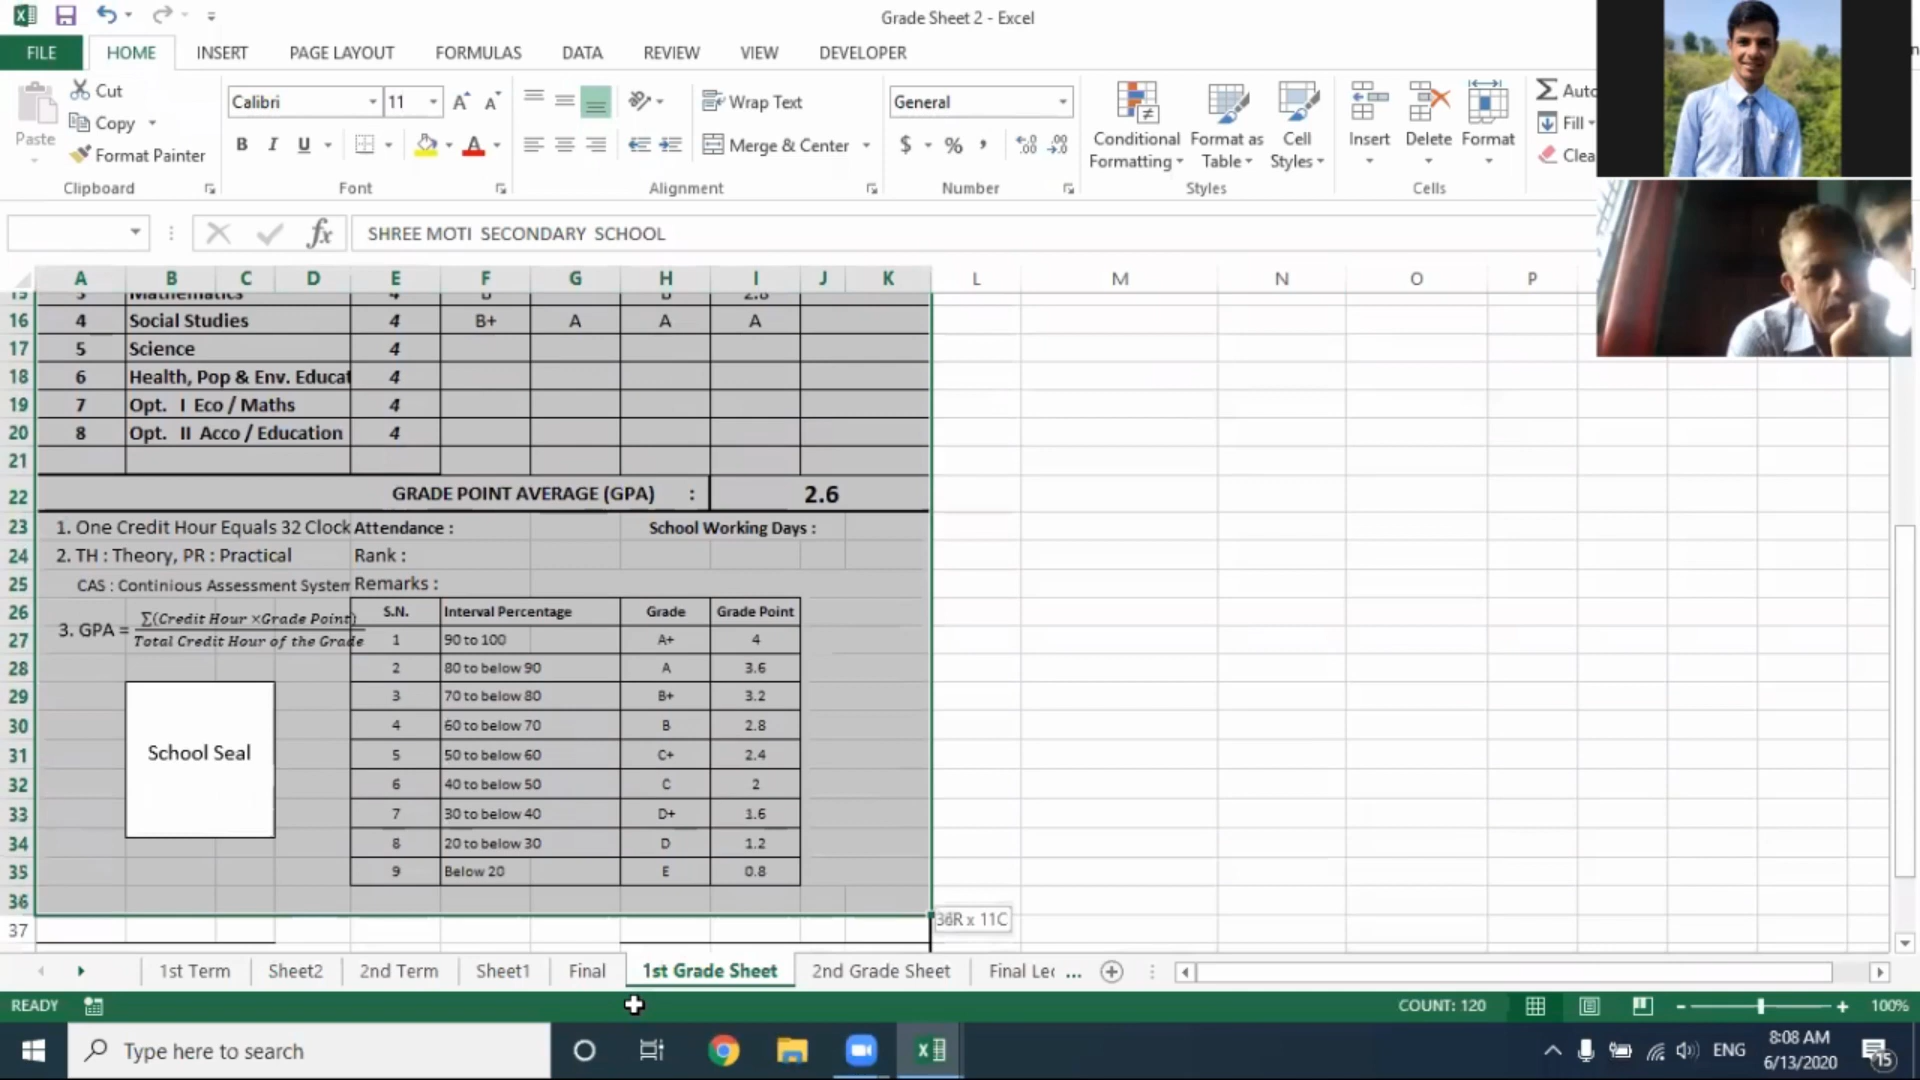 Grade Sheet 2 - Excel
FILE HOME INSERT PAGE LAYOUT FORMULAS DATA REVIEW VIEW DEVELOPER
Paste
Cut
Copy
Format Painter
Clipboard
Calibri 11
B I U A
Font
Wrap Text
Merge & Center
Alignment
General
$ % ,
Number
Conditional Formatting
Format as Table
Cell Styles
Styles
Insert Delete Format
Cells
Fill
fx SHREE MOTI SECONDARY SCHOOL
A B C D E F G H I J K L M N O P
16 4 Social Studies 4 B+ A A A
17 5 Science 4
18 6 Health, Pop & Env. Educat 4
19 7 Opt. I Eco / Maths 4
20 8 Opt. II Acco / Education 4
21
22 GRADE POINT AVERAGE (GPA) : 2.6
23 1. One Credit Hour Equals 32 Clock Attendance : School Working Days :
24 2. TH : Theory, PR : Practical Rank :
25 CAS : Continious Assessment System Remarks :
26 S.N. Interval Percentage Grade Grade Point
3. GPA = ∑(Credit Hour ×Grade Point) / Total Credit Hour of the Grade
27 1 90 to 100 A+ 4
28 2 80 to below 90 A 3.6
29 3 70 to below 80 B+ 3.2
30 4 60 to below 70 B 2.8
31 5 50 to below 60 C+ 2.4
32 6 40 to below 50 C 2
33 7 30 to below 40 D+ 1.6
34 8 20 to below 30 D 1.2
35 9 Below 20 E 0.8
School Seal
36
37
36R x 11C
1st Term Sheet2 2nd Term Sheet1 Final 1st Grade Sheet 2nd Grade Sheet Final Lec ...
READY COUNT: 120 100%
Type here to search
ENG
8:08 AM
6/13/2020
15